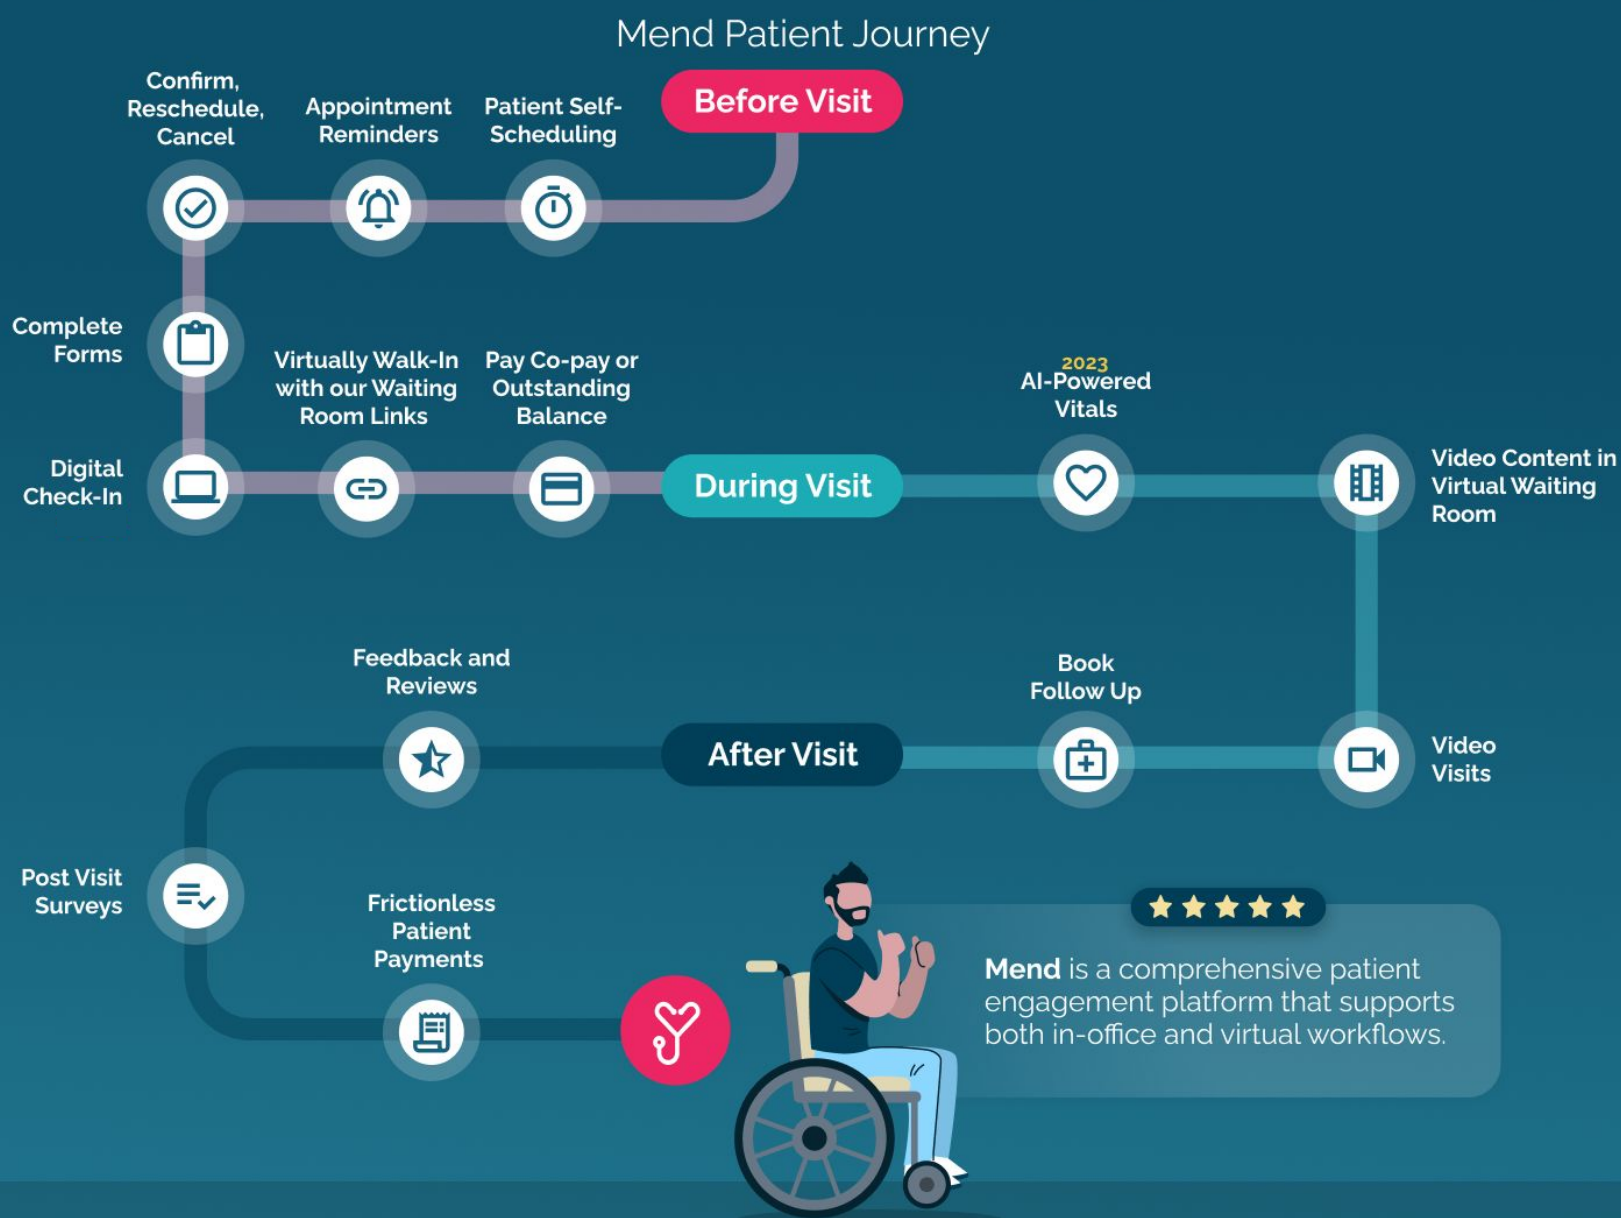 Mend Patient Journey
Before Visit
Patient Self-
Scheduling
Appointment
Reminders
Confirm,
Reschedule,
Cancel
Complete
Forms
Digital
Check-In
Virtually Walk-In
with our Waiting
Room Links
Pay Co-pay or
Outstanding
Balance
During Visit
2023
AI-Powered
Vitals
Video Content in
Virtual Waiting
Room
Video
Visits
Book
Follow Up
After Visit
Feedback and
Reviews
Post Visit
Surveys
Frictionless
Patient
Payments
Mend is a comprehensive patient
engagement platform that supports
both in-office and virtual workflows.